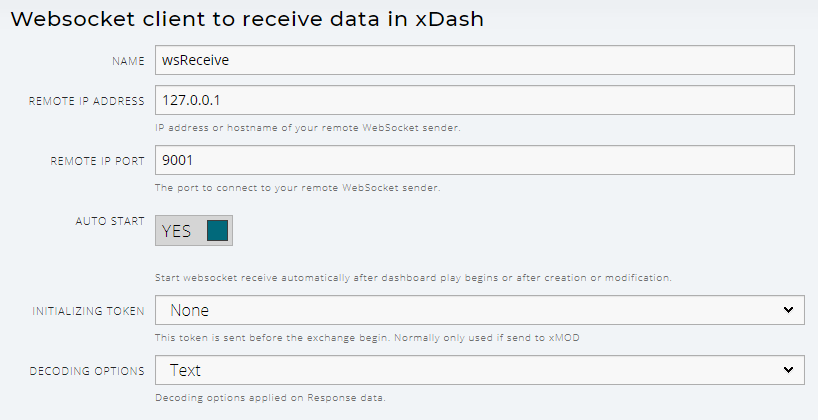 Websocket client to receive data in xDash
NAME wsReceive
REMOTE IP ADDRESS 127.0.0.1
IP address or hostname of your remote WebSocket sender.
REMOTE IP PORT 9001
The port to connect to your remote WebSocket sender.
AUTO START YES
Start websocket receive automatically after dashboard play begins or after creation or modification.
INITIALIZING TOKEN None
This token is sent before the exchange begin. Normally only used if send to xMOD
DECODING OPTIONS Text
Decoding options applied on Response data.